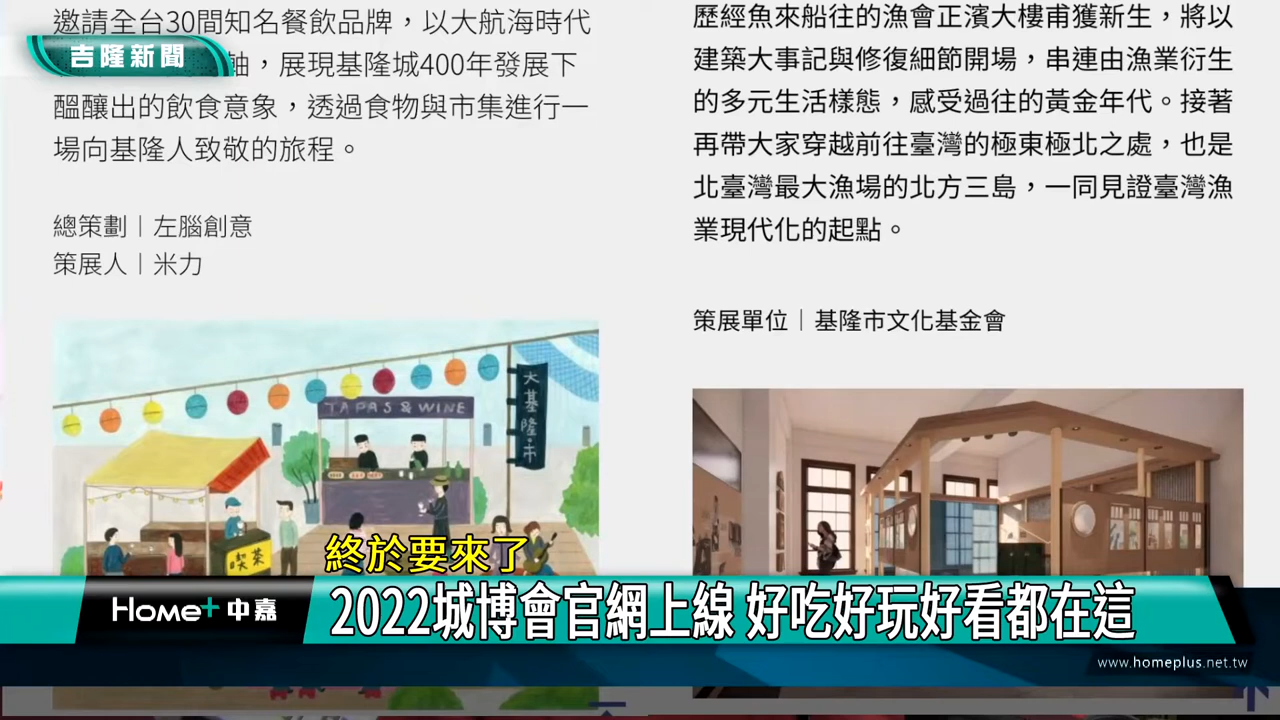 吉隆新聞
邀請全台30間知名餐飲品牌，以大航海時代
軸，展現基隆城400年發展下
醞釀出的飲食意象，透過食物與市集進行一
場向基隆人致敬的旅程。
總策劃｜左腦創意
策展人｜米力
TAPAS & WINE
大基隆·市
喫茶
歷經魚來船往的漁會正濱大樓甫獲新生，將以
建築大事記與修復細節開場，串連由漁業衍生
的多元生活樣態，感受過往的黃金年代。接著
再帶大家穿越前往臺灣的極東極北之處，也是
北臺灣最大漁場的北方三島，一同見證臺灣漁
業現代化的起點。
策展單位｜基隆市文化基金會
終於要來了
Home+中嘉
2022城博會官網上線 好吃好玩好看都在這
www.homeplus.net.tw